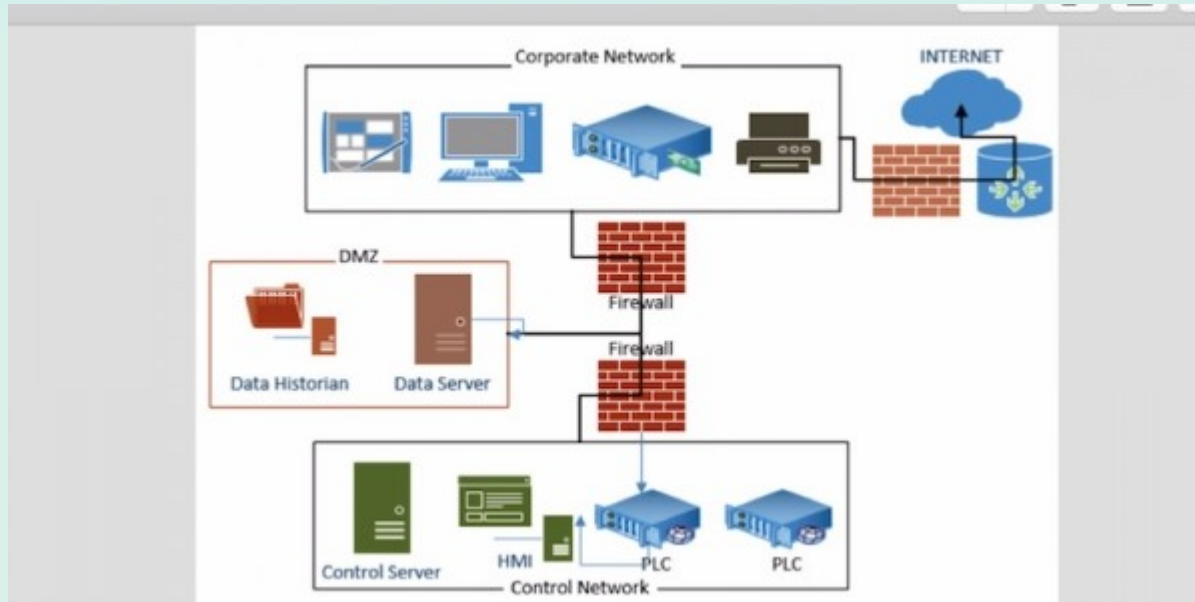 Corporate Network
INTERNET
DMZ
Firewall
Firewall
Data Historian
Data Server
Control Server
HMI
PLC
PLC
Control Network